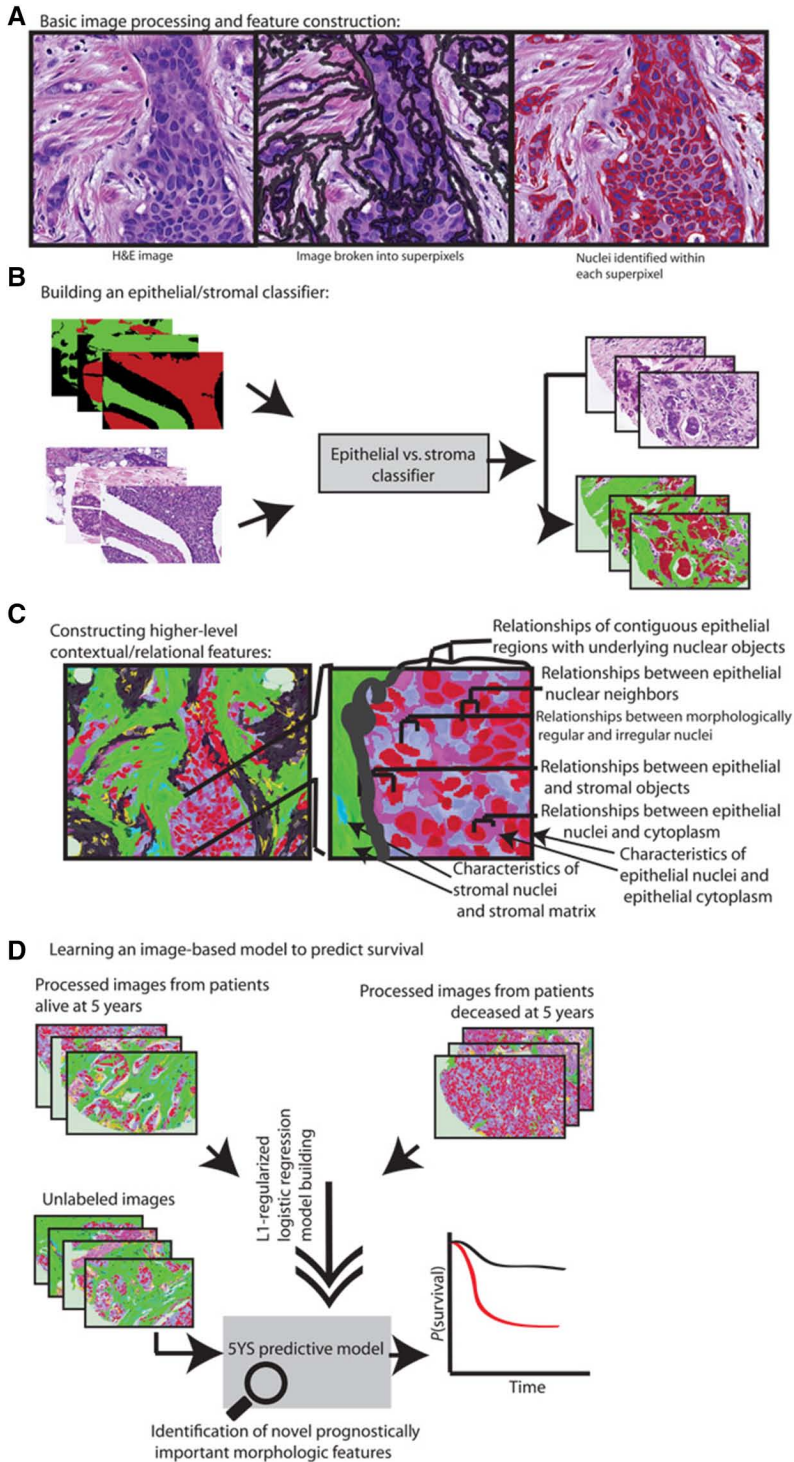 A
Basic image processing and feature construction:
H&E image
Image broken into superpixels
Nuclei identified within
each superpixel
B
Building an epithelial/stromal classifier:
Epithelial vs. stroma
classifier
C
Constructing higher-level
contextual/relational features:
Relationships of contiguous epithelial
regions with underlying nuclear objects
Relationships between epithelial
nuclear neighbors
Relationships between morphologically
regular and irregular nuclei
Relationships between epithelial
and stromal objects
Relationships between epithelial
nuclei and cytoplasm
Characteristics of
epithelial nuclei and
epithelial cytoplasm
Characteristics of
stromal nuclei
and stromal matrix
D
Learning an image-based model to predict survival
Processed images from patients
alive at 5 years
Processed images from patients
deceased at 5 years
L1-regularized
logistic regression
model building
Unlabeled images
5YS predictive model
P(survival)
Time
Identification of novel prognostically
important morphologic features